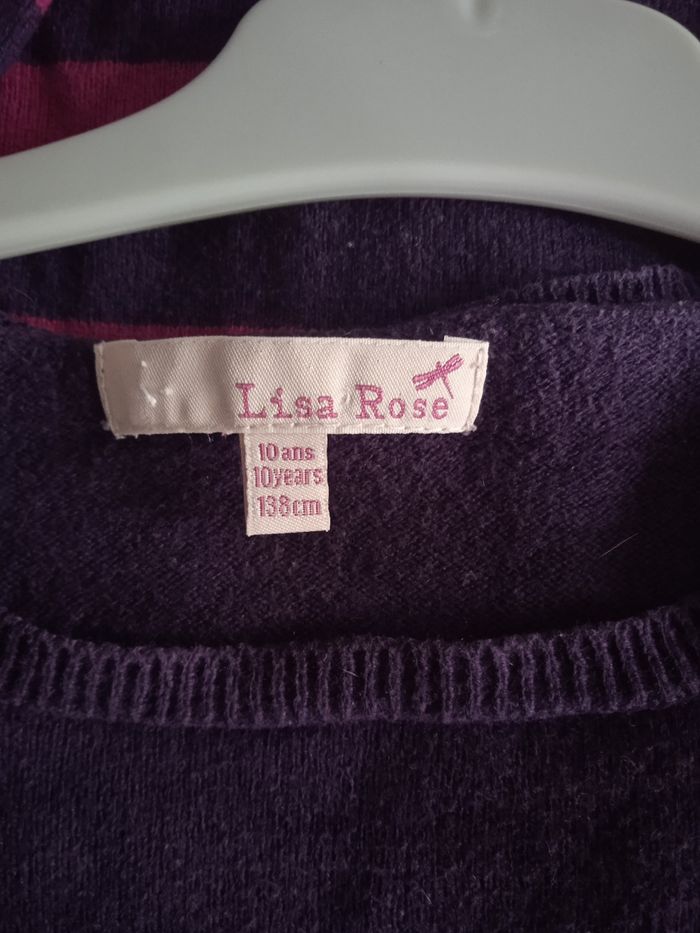 Lisa Rose
10 ans
10 years
138cm